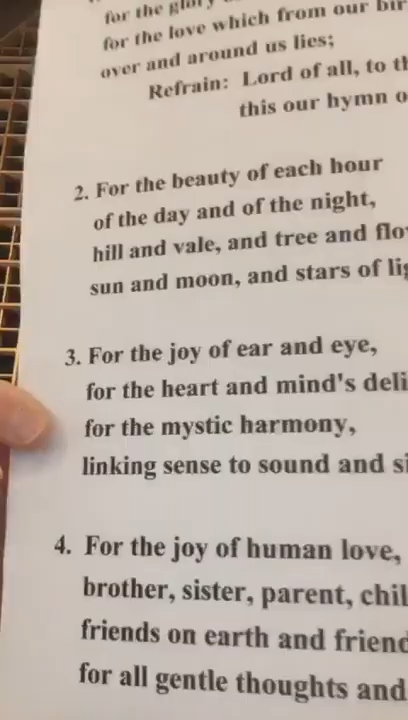 for the glory
for the love which from our bir
over and around us lies;
Refrain: Lord of all, to th
this our hymn o
2. For the beauty of each hour
of the day and of the night,
hill and vale, and tree and flo
sun and moon, and stars of lig
3. For the joy of ear and eye,
for the heart and mind's deli
for the mystic harmony,
linking sense to sound and si
4. For the joy of human love,
brother, sister, parent, chil
friends on earth and friend
for all gentle thoughts and